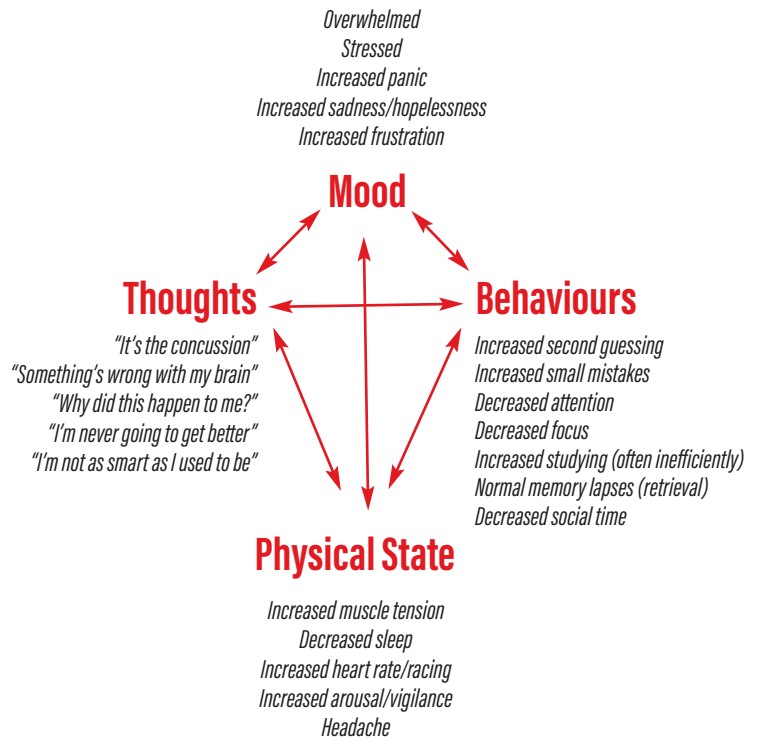 Overwhelmed
Stressed
Increased panic
Increased sadness/hopelessness
Increased frustration
Mood
Thoughts
"It's the concussion"
"Something's wrong with my brain"
"Why did this happen to me?"
"I'm never going to get better"
"I'm not as smart as I used to be"
Behaviours
Increased second guessing
Increased small mistakes
Decreased attention
Decreased focus
Increased studying (often inefficiently)
Normal memory lapses (retrieval)
Decreased social time
Physical State
Increased muscle tension
Decreased sleep
Increased heart rate/racing
Increased arousal/vigilance
Headache